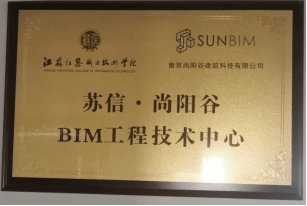 江苏信息职业技术学院
JIANGSU VOCATIONAL COLLEGE OF INFORMATION TECHNOLOGY
SUNBIM
南京尚阳谷建筑科技有限公司
苏信·尚阳谷
BIM工程技术中心